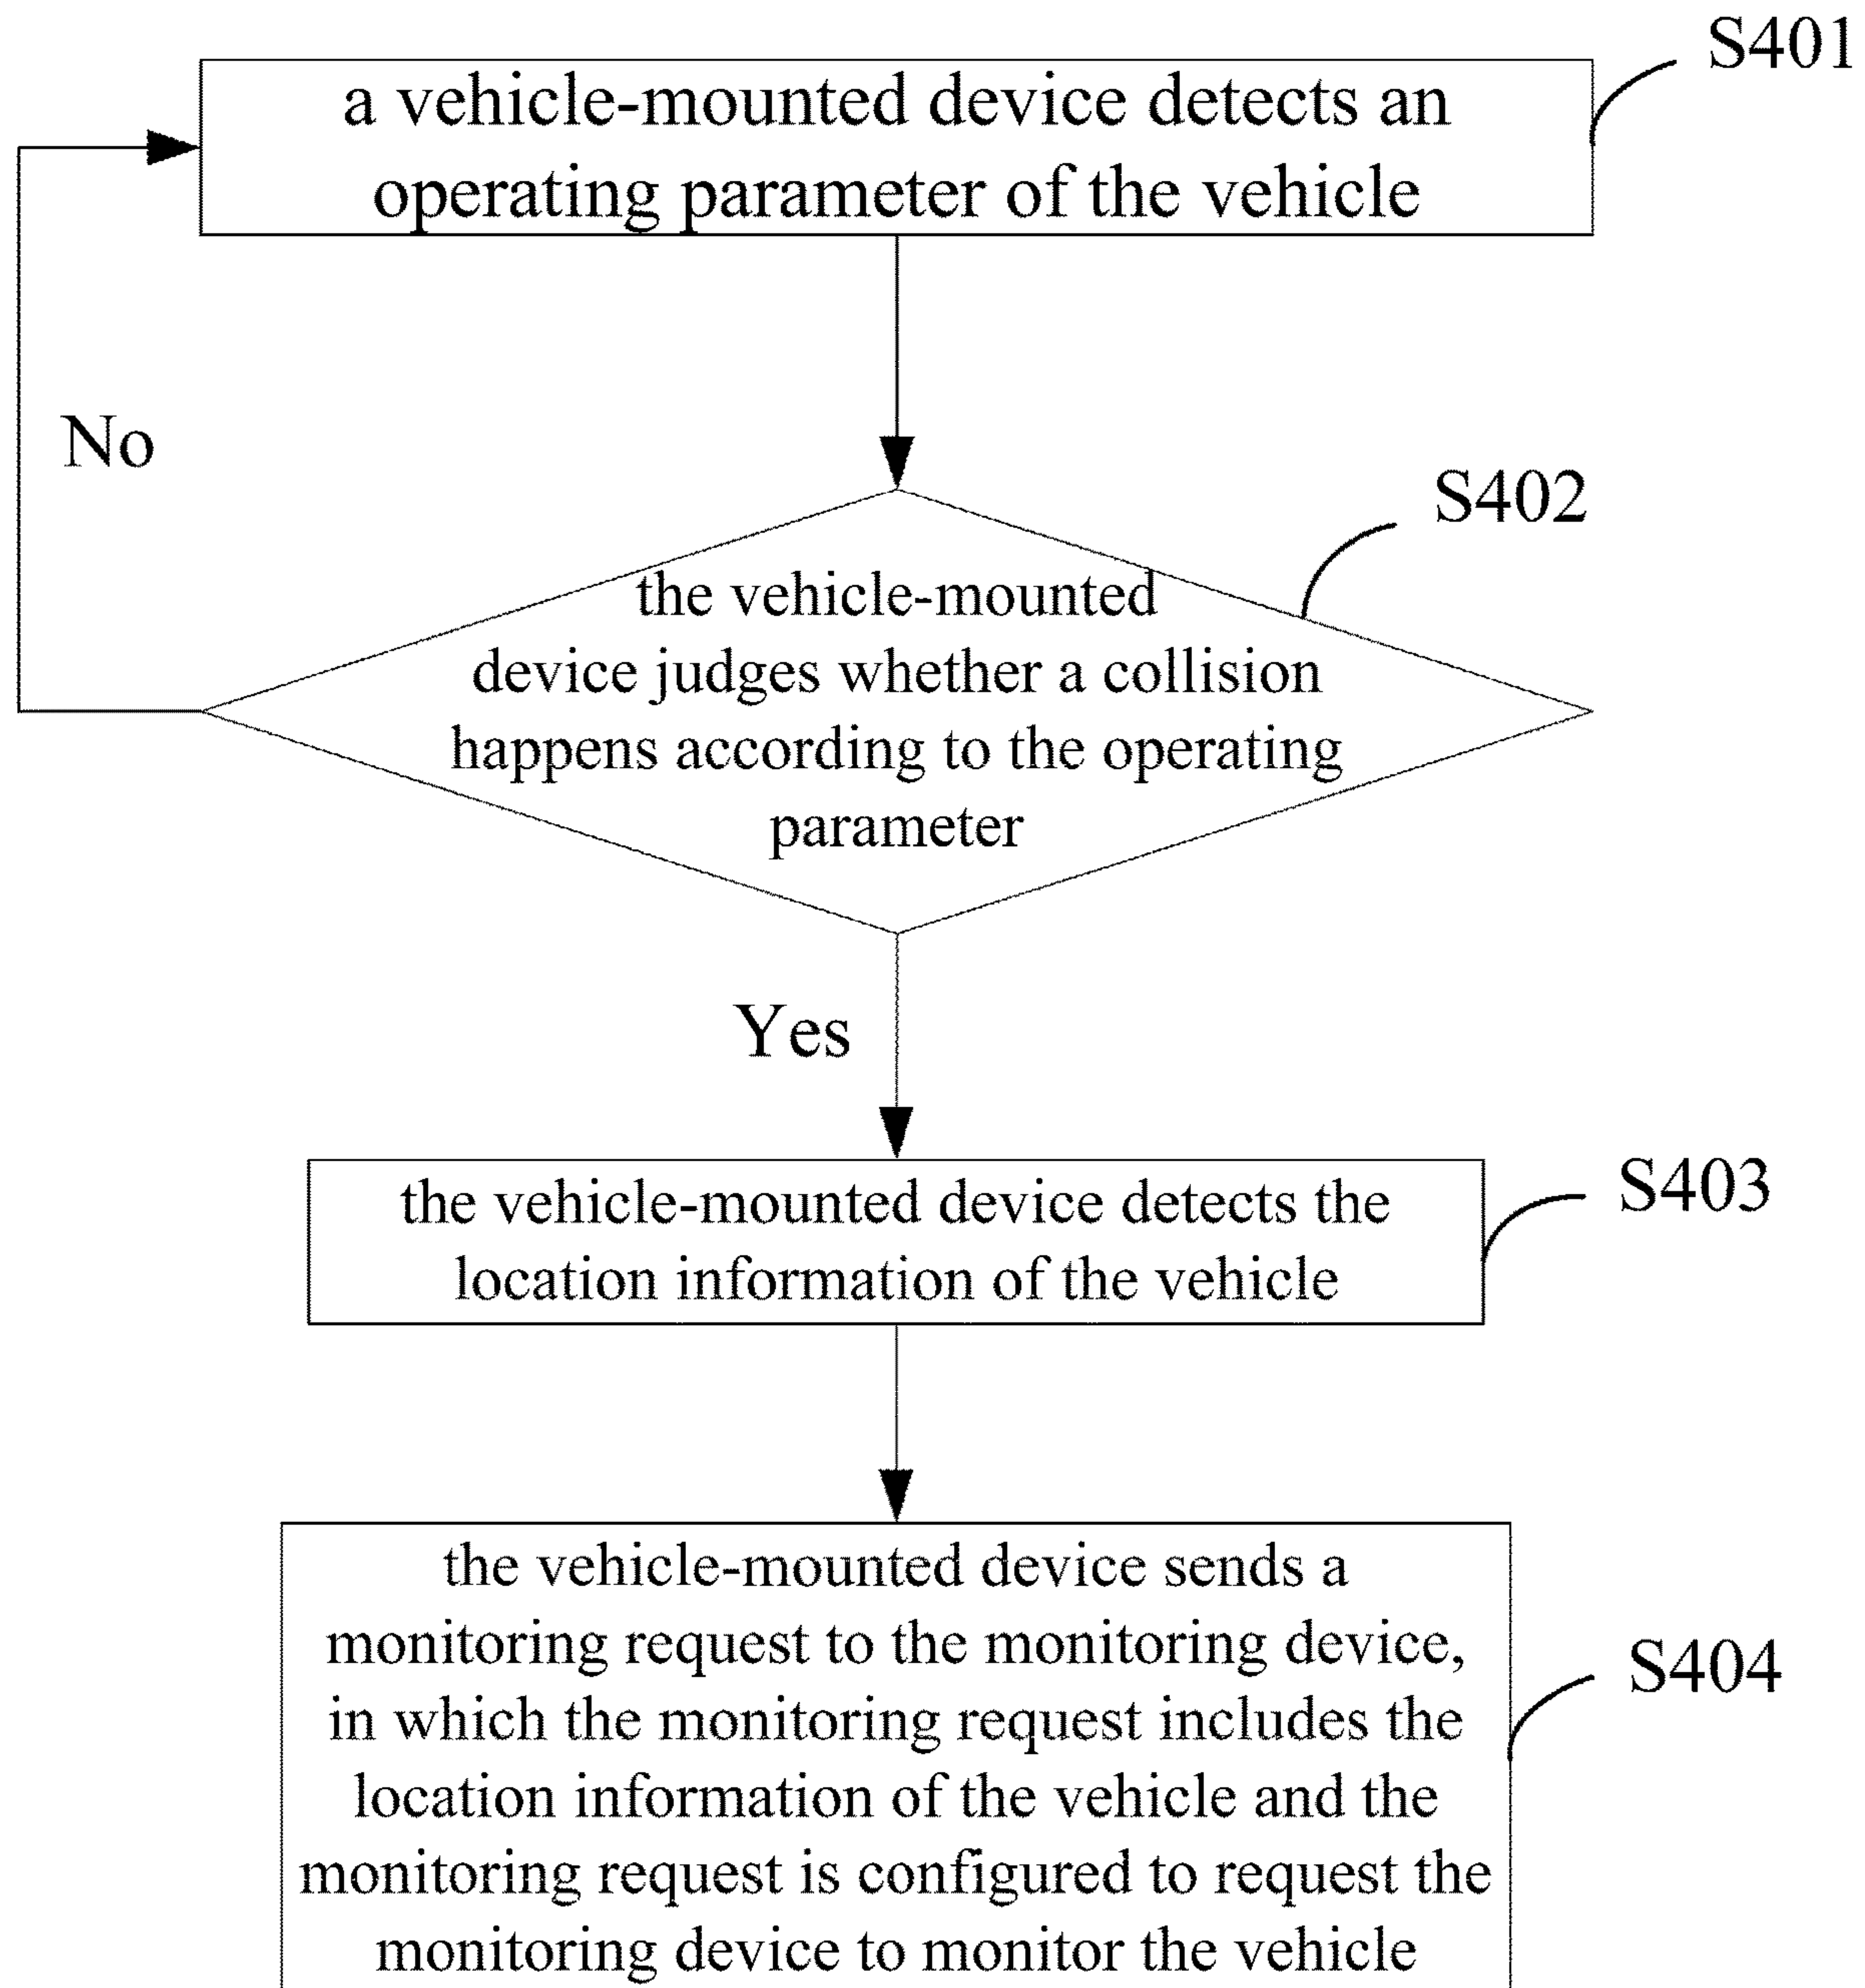 S401
a vehicle-mounted device detects an
operating parameter of the vehicle
No
S402
the vehicle-mounted
device judges whether a collision
happens according to the operating
parameter
Yes
S403
the vehicle-mounted device detects the
location information of the vehicle
the vehicle-mounted device sends a
monitoring request to the monitoring device,
S404
in which the monitoring request includes the
location information of the vehicle and the
monitoring request is configured to request the
monitoring device to monitor the vehicle